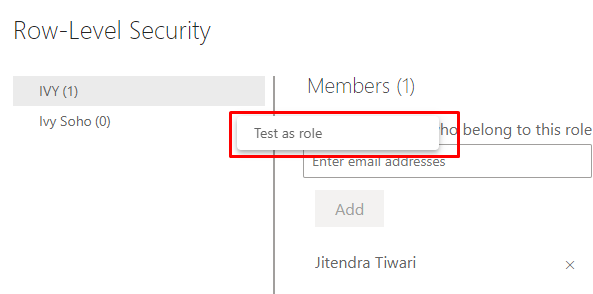 Row-Level Security
IVY (1)
Ivy Soho (0)
Members (1)
Test as role
ho belong to this role
Enter email addresses
Add
Jitendra Tiwari